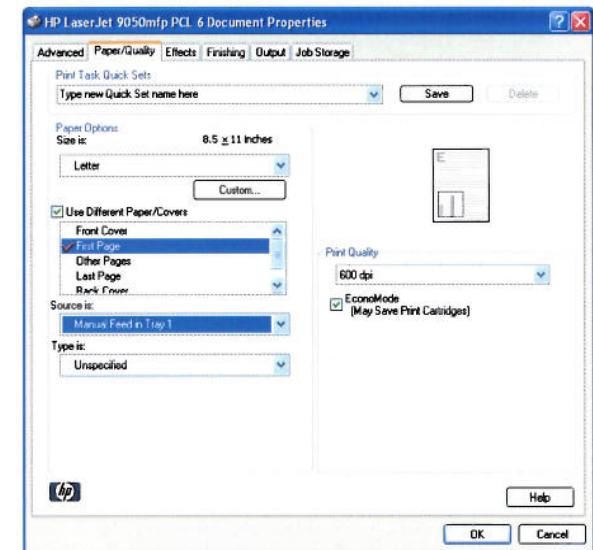 HP LaserJet 9050mfp PCL 6 Document Properties
Advanced Paper/Quality Effects Finishing Output Job Storage
Print Task Quick Sets
Type new Quick Set name here Save Delete
Paper Options
Size is: 8.5 x 11 inches
Letter
Custom...
Use Different Paper/Covers
Front Cover
First Page
Other Pages
Last Page
Back Cover
Source is:
Manual Feed in Tray 1
Type is:
Unspecified
E
Print Quality
600 dpi
EconoMode
(May Save Print Cartridges)
hp
Help
OK Cancel